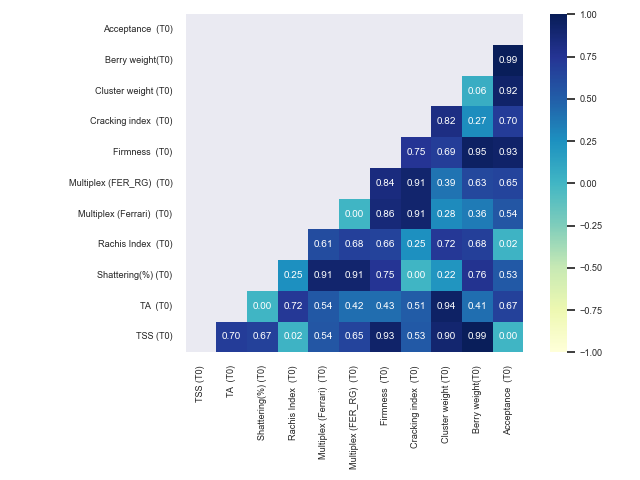 Acceptance (T0)
Berry weight(T0) 0.99
Cluster weight (T0) 0.06 0.92
Cracking index (T0) 0.82 0.27 0.70
Firmness (T0) 0.75 0.69 0.95 0.93
Multiplex (FER_RG) (T0) 0.84 0.91 0.39 0.63 0.65
Multiplex (Ferrari) (T0) 0.00 0.86 0.91 0.28 0.36 0.54
Rachis Index (T0) 0.61 0.68 0.66 0.25 0.72 0.68 0.02
Shattering(%) (T0) 0.25 0.91 0.91 0.75 0.00 0.22 0.76 0.53
TA (T0) 0.00 0.72 0.54 0.42 0.43 0.51 0.94 0.41 0.67
TSS (T0) 0.70 0.67 0.02 0.54 0.65 0.93 0.53 0.90 0.99 0.00
TSS (T0)
TA (T0)
Shattering(%) (T0)
Rachis Index (T0)
Multiplex (Ferrari) (T0)
Multiplex (FER_RG) (T0)
Firmness (T0)
Cracking index (T0)
Cluster weight (T0)
Berry weight(T0)
Acceptance (T0)
1.00
0.75
0.50
0.25
0.00
−0.25
−0.50
−0.75
−1.00